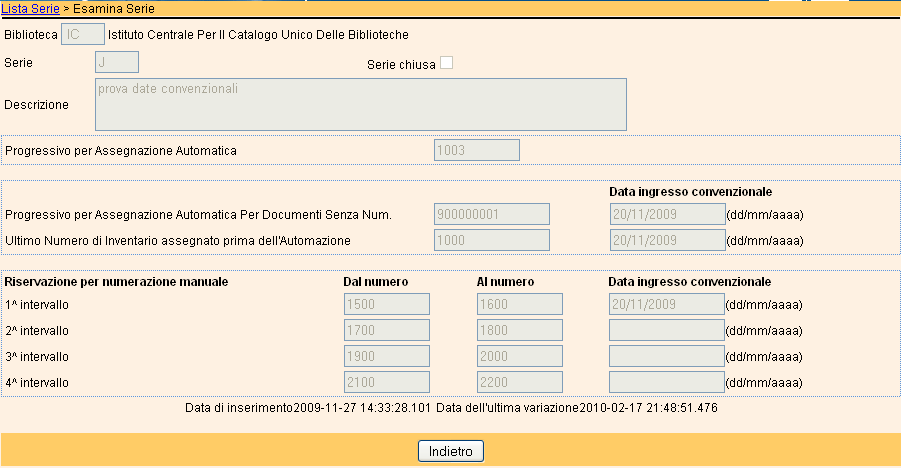 Lista Serie > Esamina Serie
Biblioteca IC Istituto Centrale Per Il Catalogo Unico Delle Biblioteche
Serie J Serie chiusa
Descrizione prova date convenzionali
Progressivo per Assegnazione Automatica 1003
Data ingresso convenzionale
Progressivo per Assegnazione Automatica Per Documenti Senza Num. 900000001 20/11/2009 (dd/mm/aaaa)
Ultimo Numero di Inventario assegnato prima dell'Automazione 1000 20/11/2009 (dd/mm/aaaa)
Riservazione per numerazione manuale Dal numero Al numero Data ingresso convenzionale
1^ intervallo 1500 1600 20/11/2009 (dd/mm/aaaa)
2^ intervallo 1700 1800 (dd/mm/aaaa)
3^ intervallo 1900 2000 (dd/mm/aaaa)
4^ intervallo 2100 2200 (dd/mm/aaaa)
Data di inserimento2009-11-27 14:33:28.101 Data dell'ultima variazione2010-02-17 21:48:51.476
Indietro